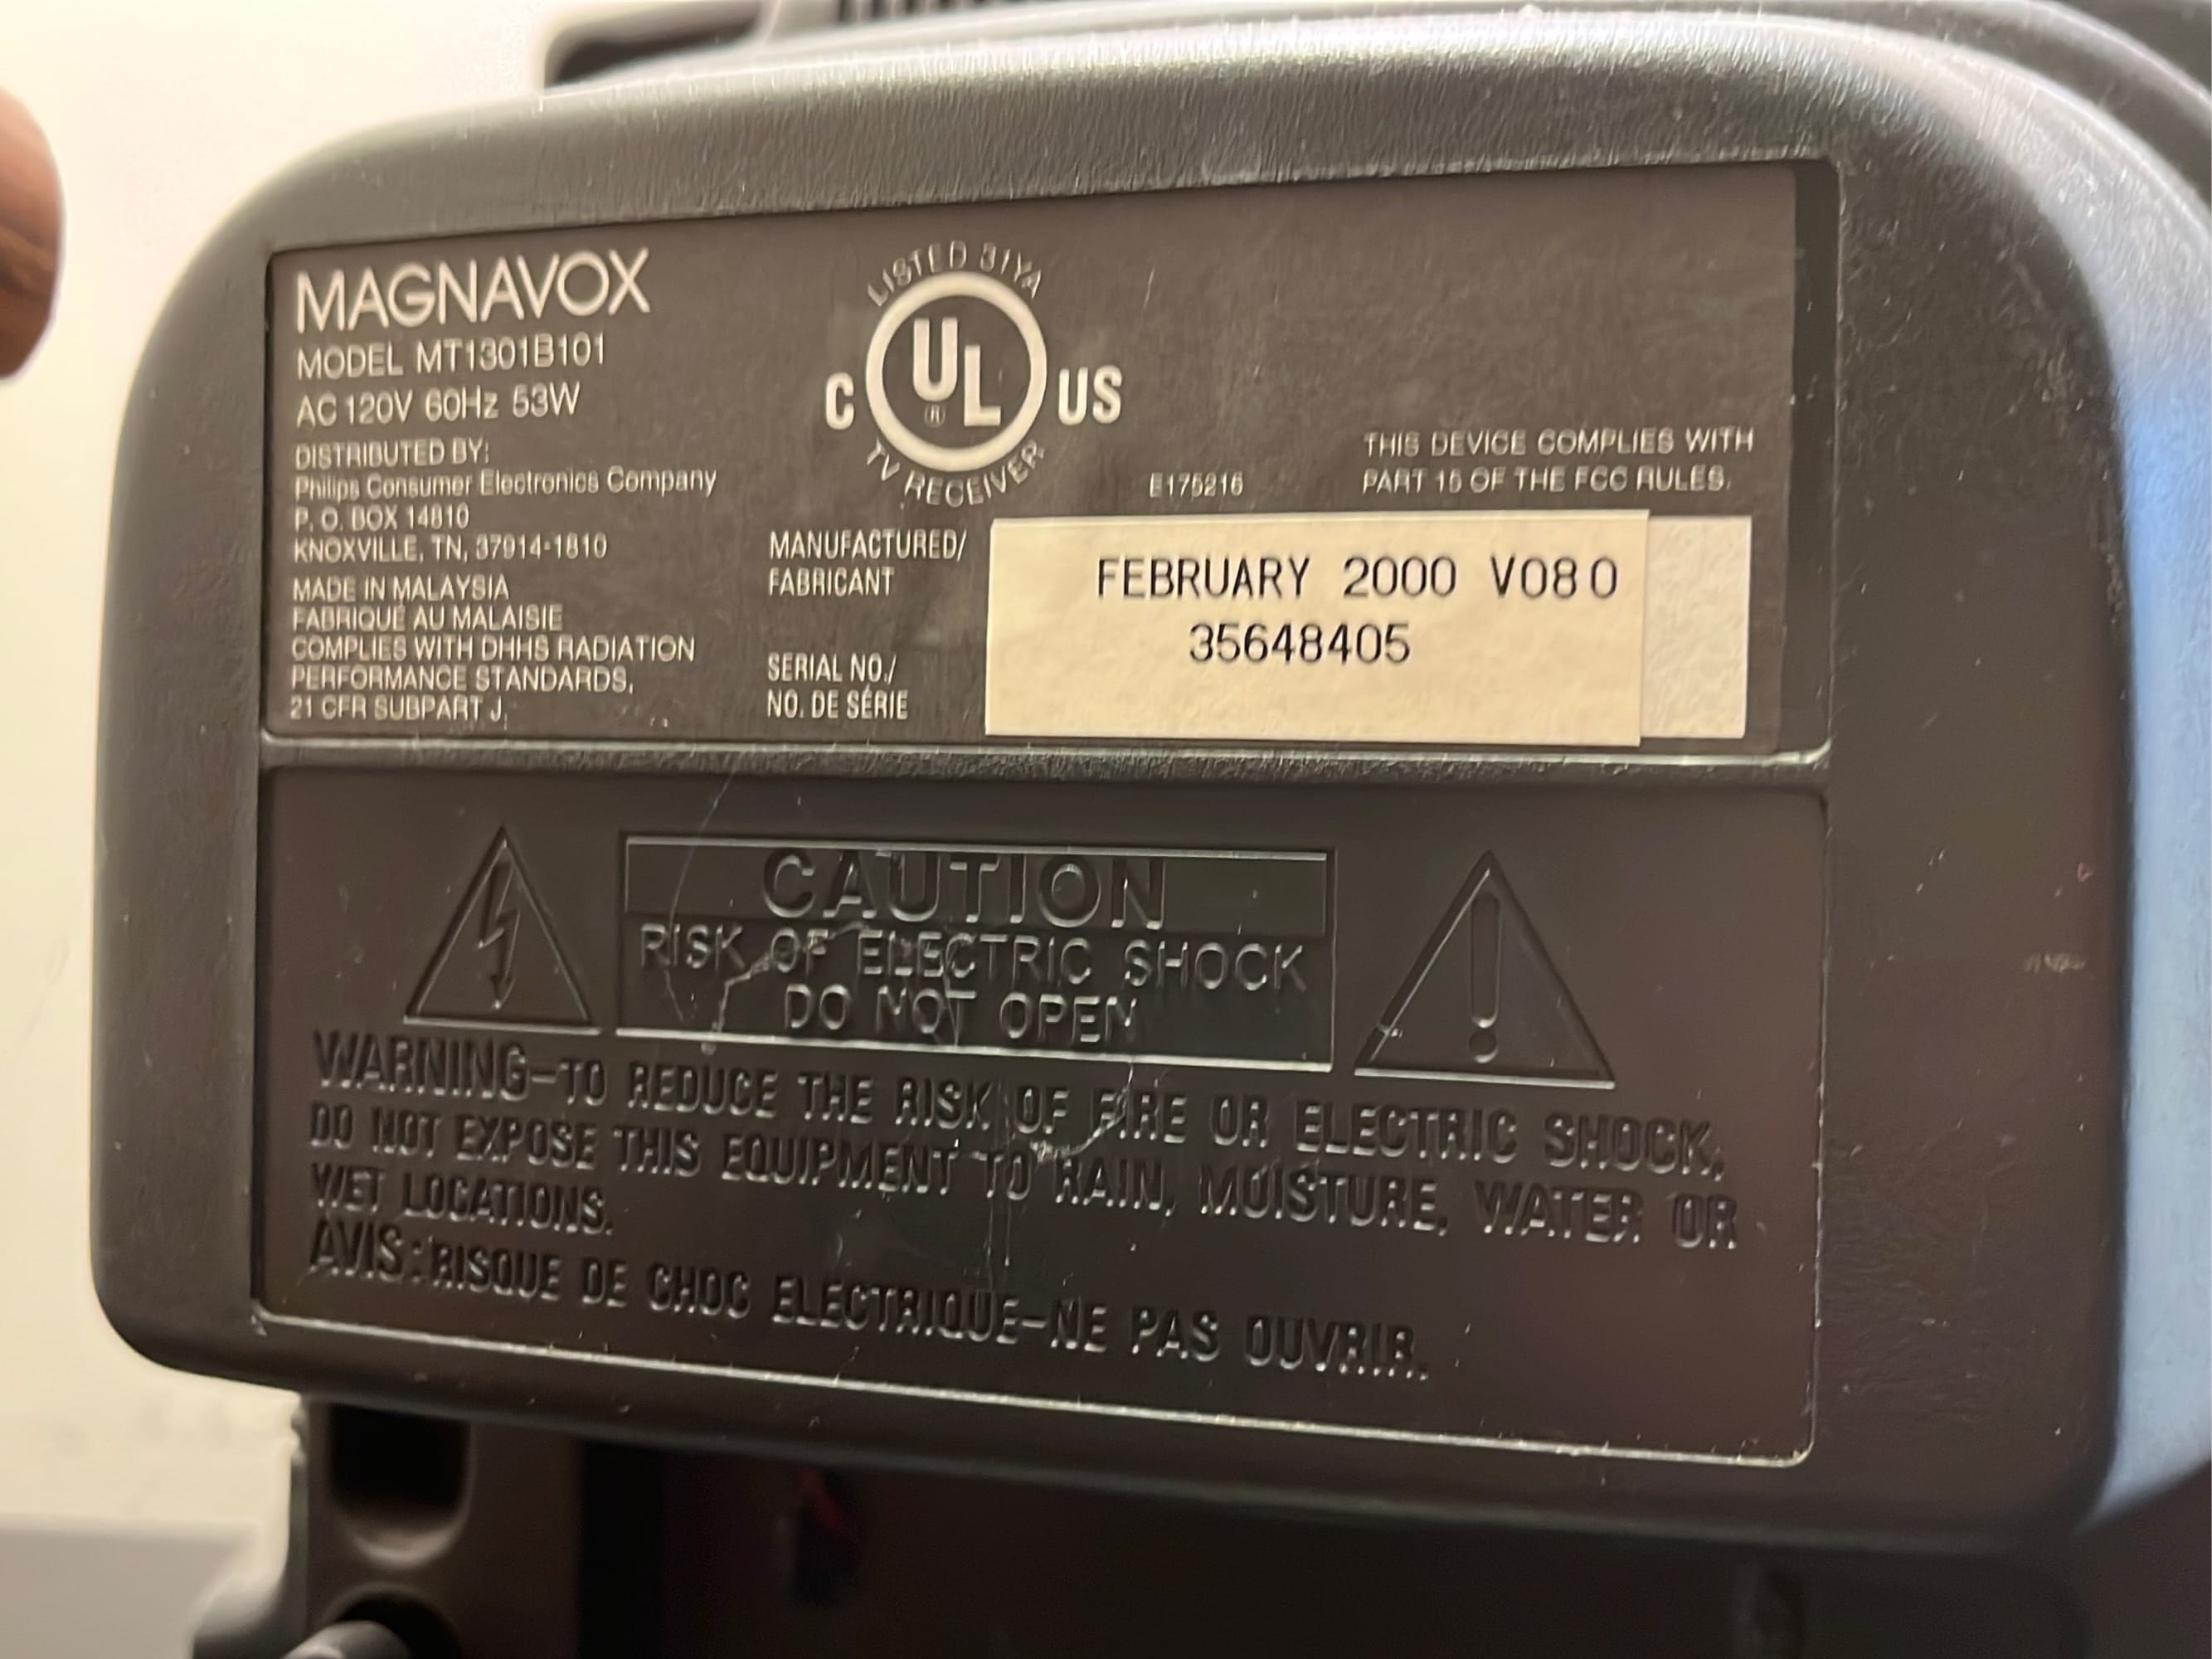 MAGNAVOX
MODEL MT1301B101
AC 120V 60Hz 53W
DISTRIBUTED BY:
Philips Consumer Electronics Company
P. O. BOX 14810
KNOXVILLE, TN, 37914-1810
MADE IN MALAYSIA
FABRIQUÉ AU MALAISIE
COMPLIES WITH DHHS RADIATION
PERFORMANCE STANDARDS,
21 CFR SUBPART J.
LISTED 31YA
C UL ® US
TV RECEIVER
E175216
THIS DEVICE COMPLIES WITH
PART 15 OF THE FCC RULES.
MANUFACTURED/
FABRICANT
FEBRUARY 2000 V080
35648405
SERIAL NO./
NO. DE SÉRIE
CAUTION
RISK OF ELECTRIC SHOCK
DO NOT OPEN
WARNING-TO REDUCE THE RISK OF FIRE OR ELECTRIC SHOCK,
DO NOT EXPOSE THIS EQUIPMENT TO RAIN, MOISTURE, WATER OR
WET LOCATIONS.
AVIS:RISQUE DE CHOC ELECTRIQUE-NE PAS OUVRIR.